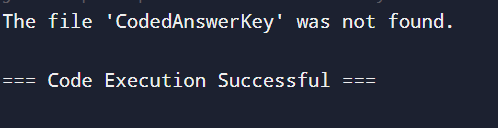 The file 'CodedAnswerKey' was not found.
=== Code Execution Successful ===